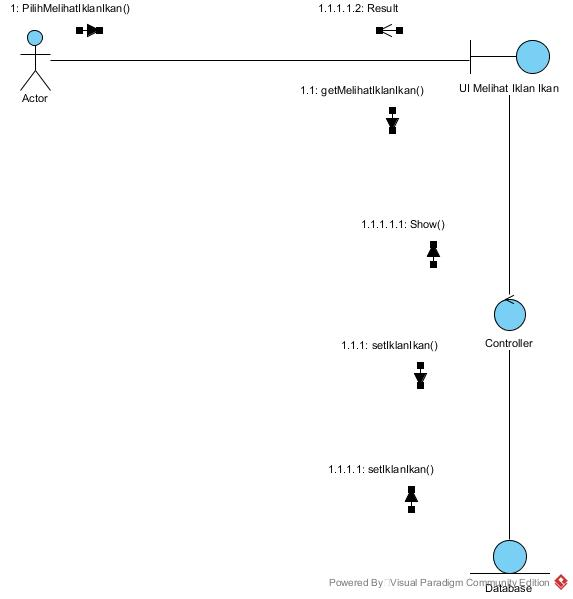 1: PilihMelihatIklanIkan()
1.1.1.1.2: Result
Actor
UI Melihat Iklan Ikan
1.1: getMelihatIklanIkan()
1.1.1.1.1: Show()
Controller
1.1.1: setIklanIkan()
1.1.1.1: setIklanIkan()
Powered By Visual Paradigm Community Edition
Database